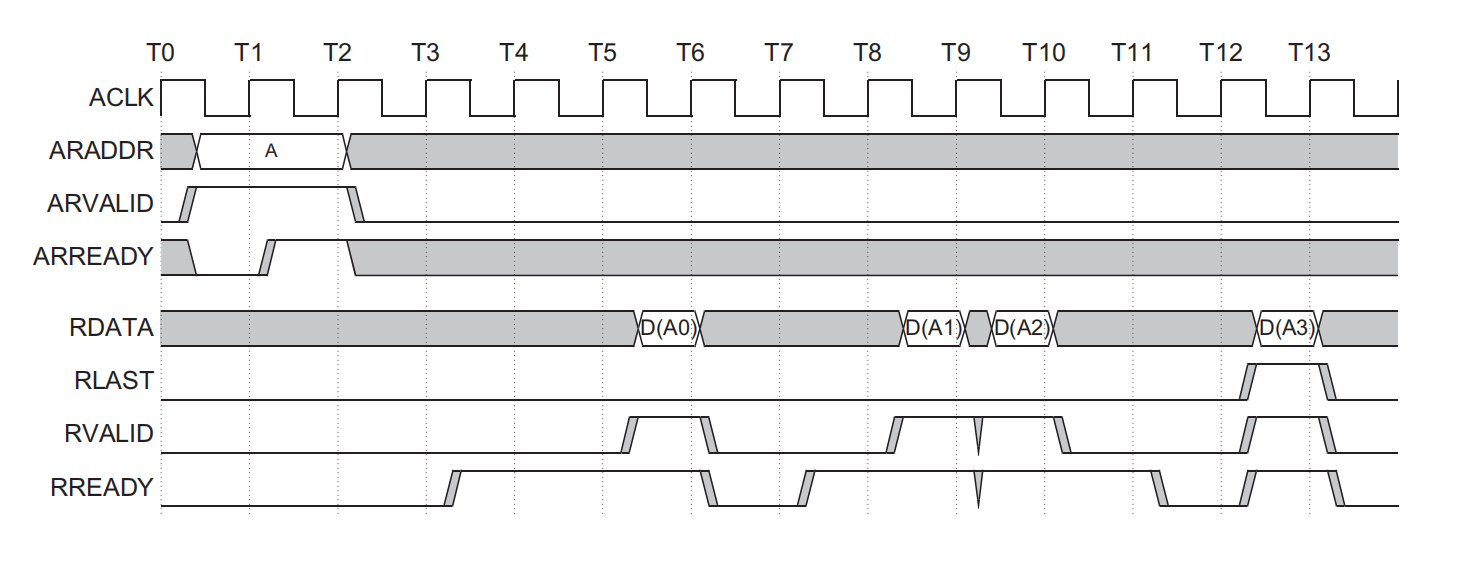 T0 T1 T2 T3 T4 T5 T6 T7 T8 T9 T10 T11 T12 T13
ACLK
ARADDR A
ARVALID
ARREADY
RDATA D(A0) D(A1) D(A2) D(A3)
RLAST
RVALID
RREADY